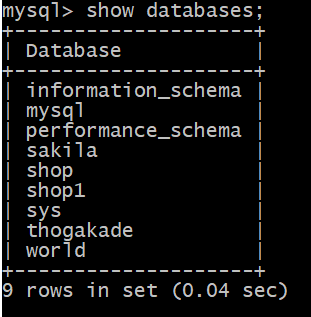 mysql> show databases;
+--------------------+
| Database           |
+--------------------+
| information_schema |
| mysql              |
| performance_schema |
| sakila             |
| shop               |
| shop1              |
| sys                |
| thogakade          |
| world              |
+--------------------+
9 rows in set (0.04 sec)